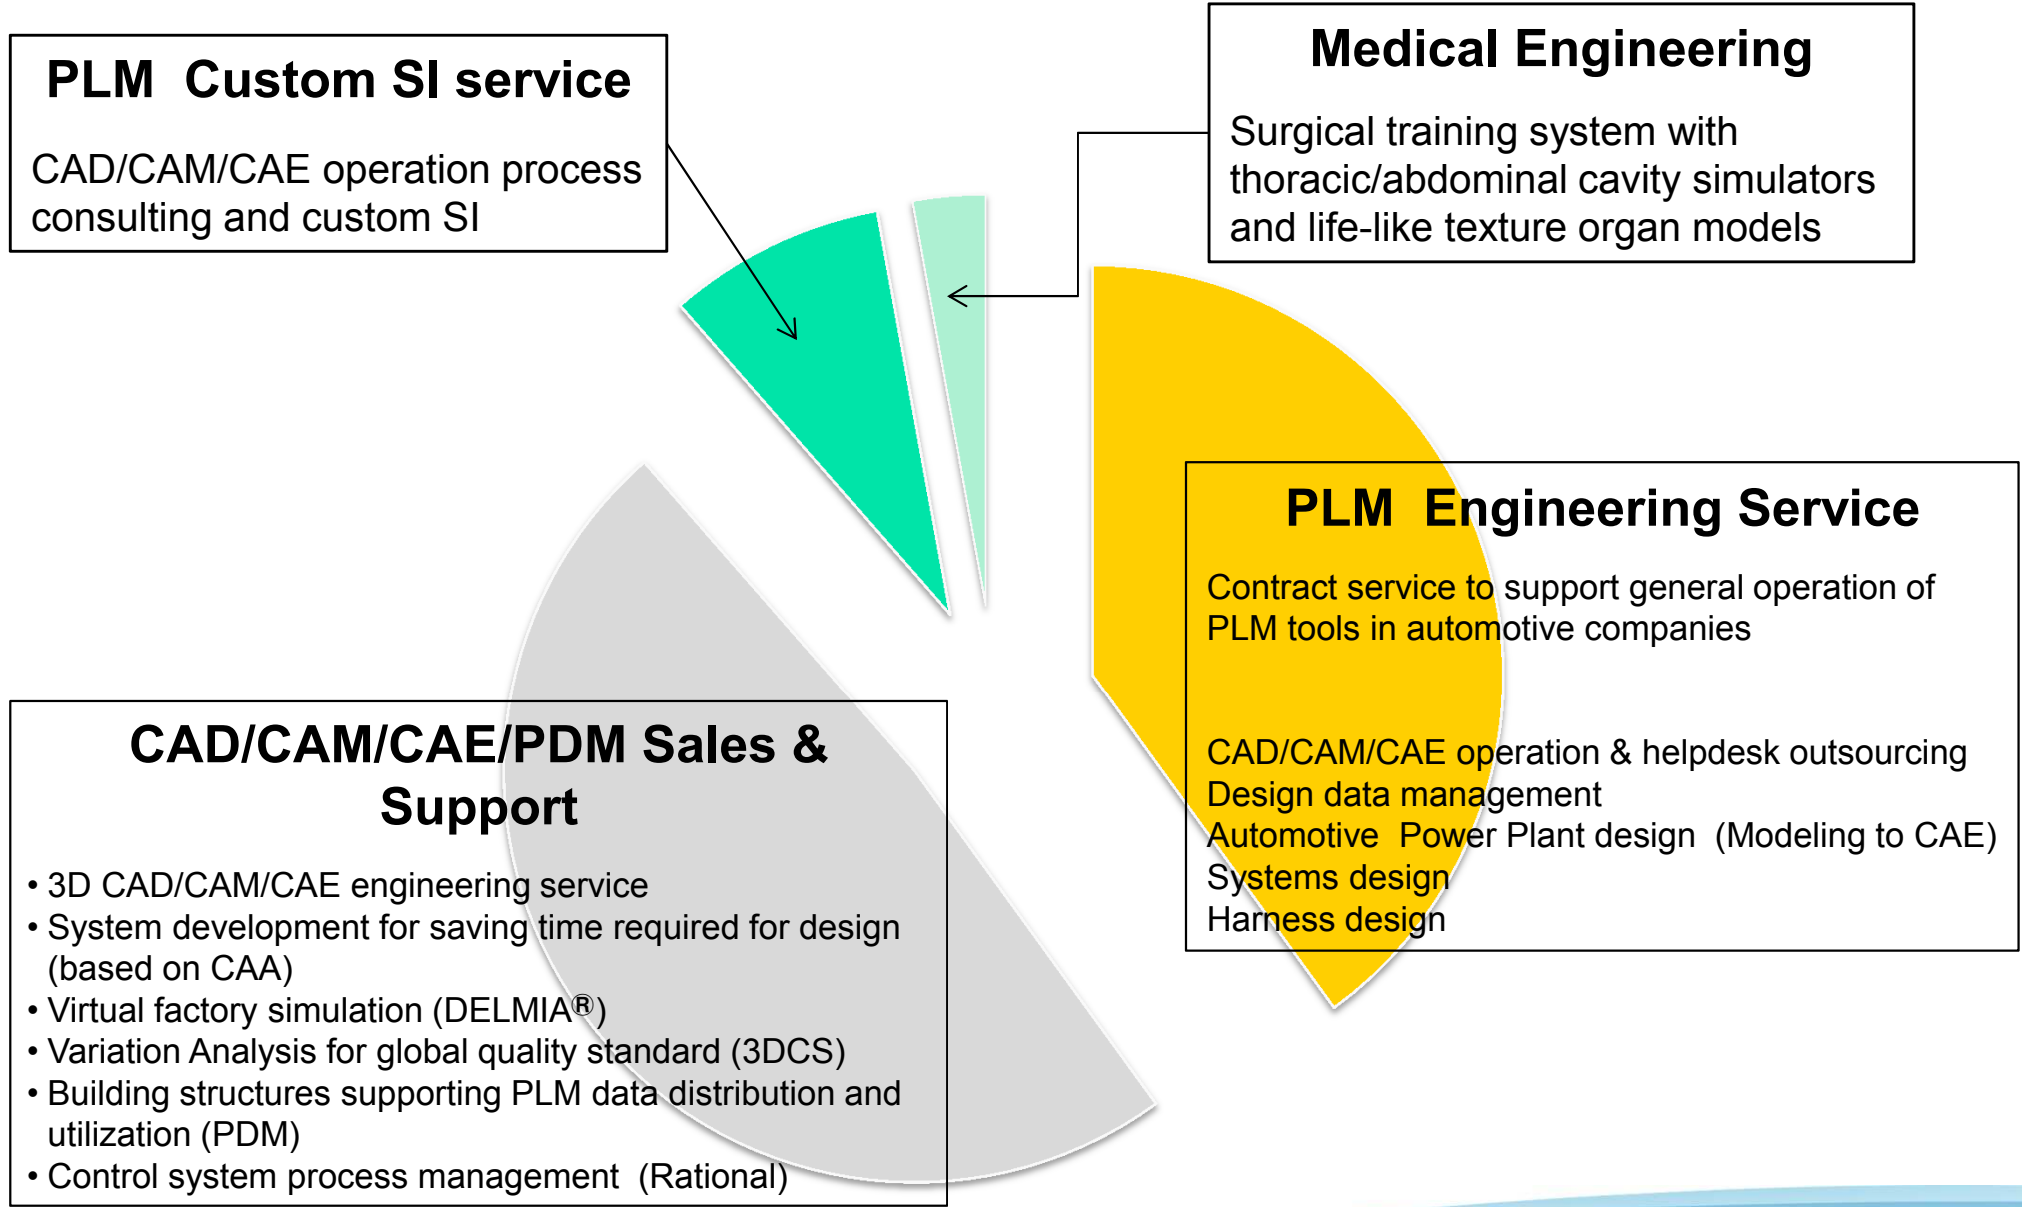 PLM  Custom SI service
CAD/CAM/CAE operation process
consulting and custom SI
Medical Engineering
Surgical training system with
thoracic/abdominal cavity simulators
and life-like texture organ models
PLM  Engineering Service
Contract service to support general operation of
PLM tools in automotive companies
CAD/CAM/CAE operation & helpdesk outsourcing
Design data management
Automotive  Power Plant design  (Modeling to CAE)
Systems design
Harness design
CAD/CAM/CAE/PDM Sales &
Support
• 3D CAD/CAM/CAE engineering service
• System development for saving time required for design
(based on CAA)
• Virtual factory simulation (DELMIA®)
• Variation Analysis for global quality standard (3DCS)
• Building structures supporting PLM data distribution and
utilization (PDM)
• Control system process management  (Rational)